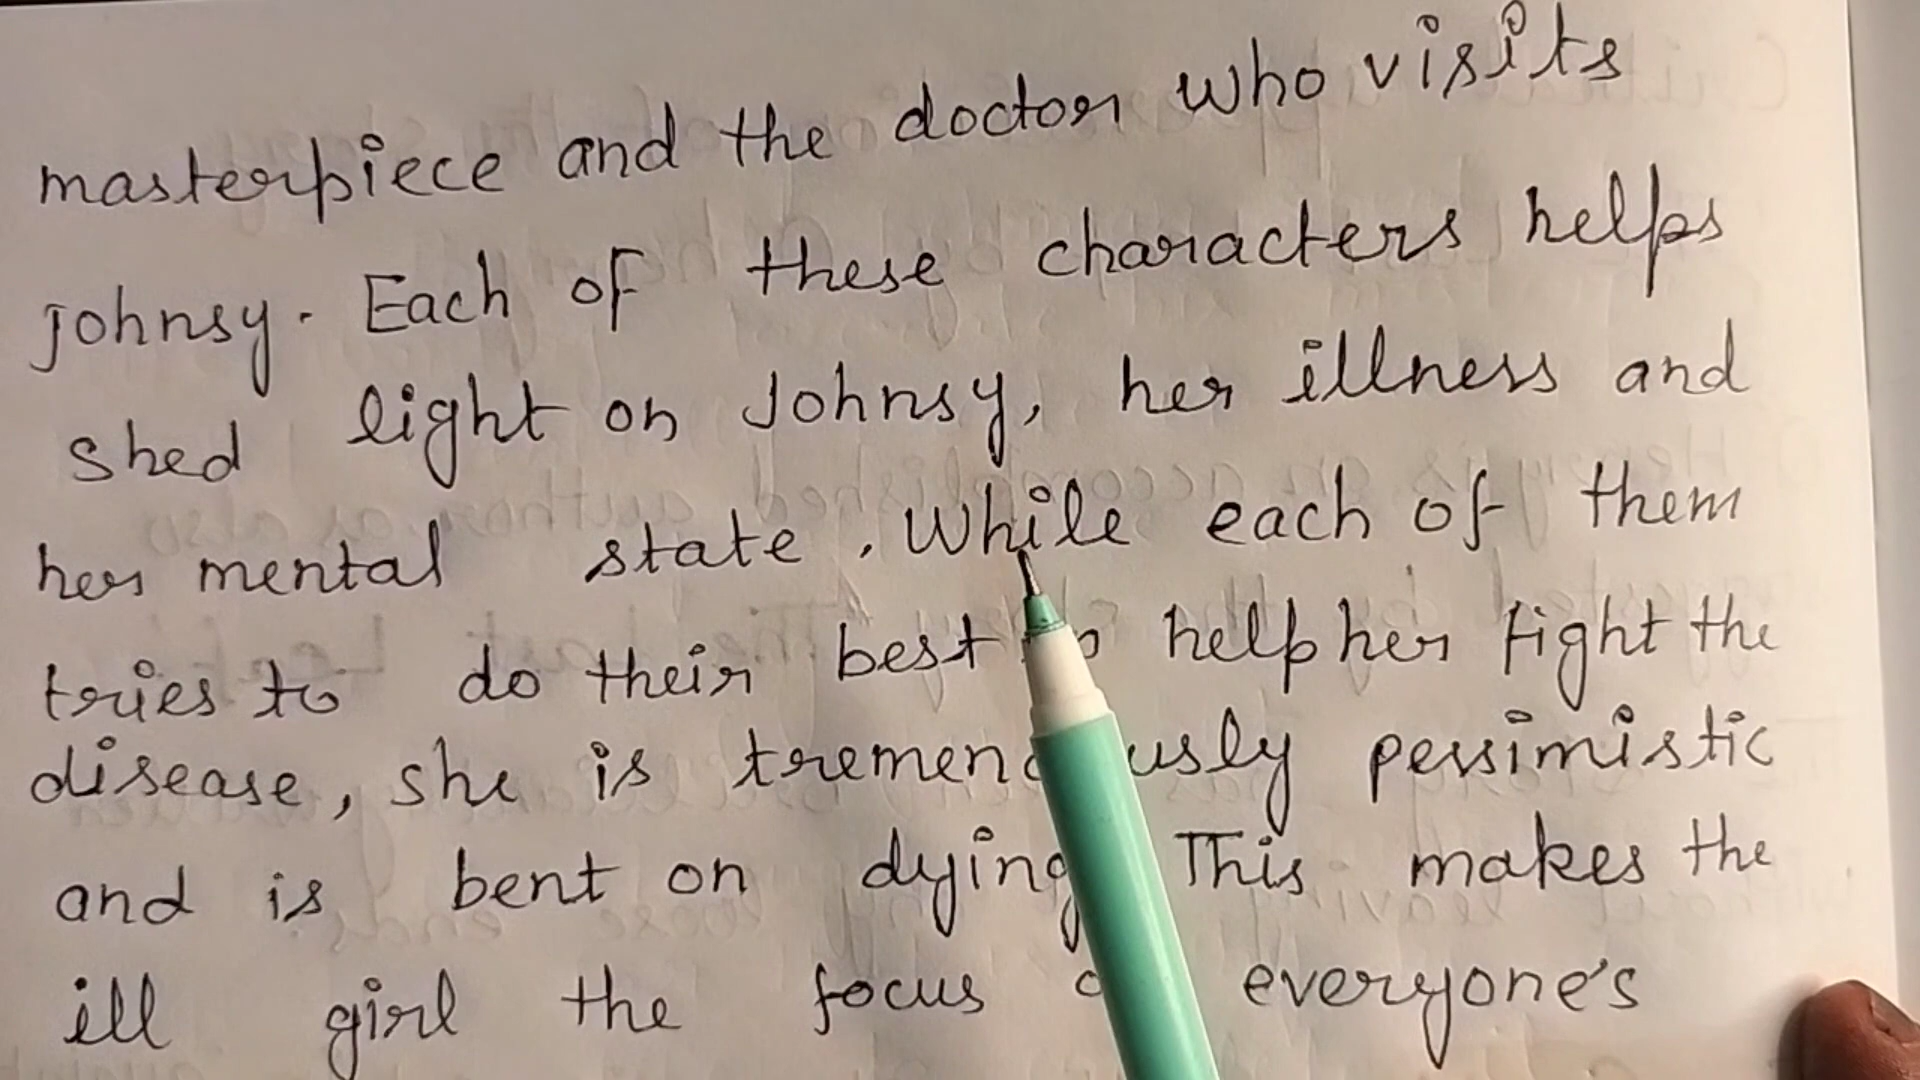 masterpiece and the doctor who visits
johnsy. Each of these characters helps
shed light on Johnsy, her illness and
her mental state. While each of them
tries to do their best help her fight the
disease, she is tremendously pessimistic
and is bent on dying This makes the
ill girl the focus everyone's